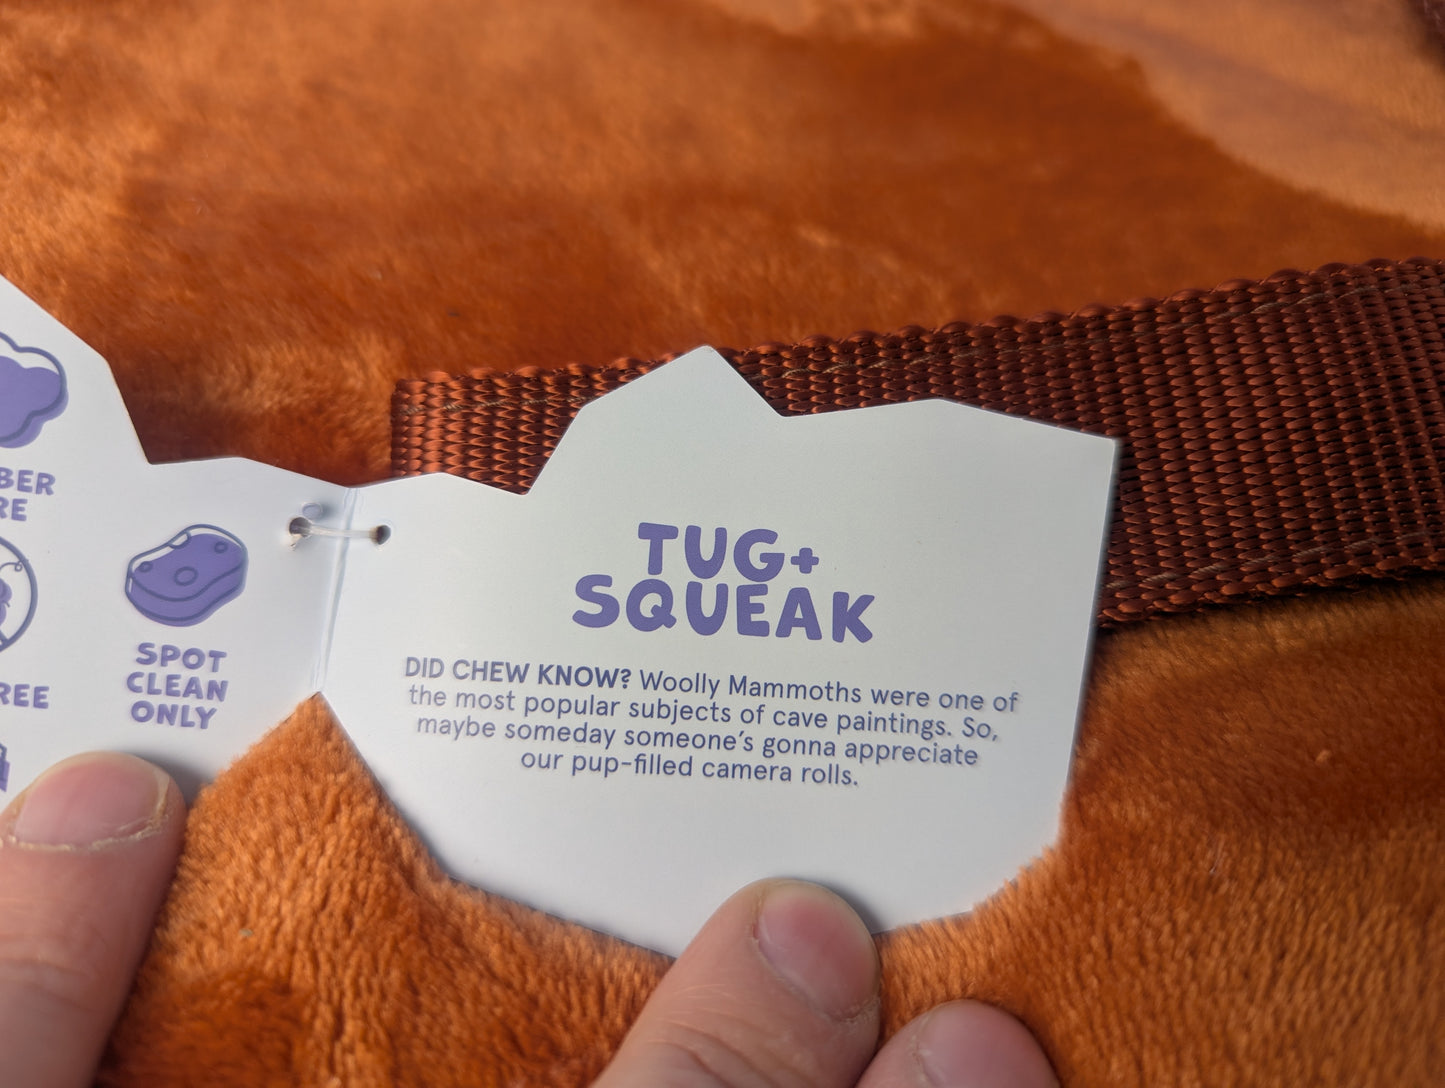 SPOT
CLEAN
ONLY
TUG+
SQUEAK
DID CHEW KNOW? Woolly Mammoths were one of
the most popular subjects of cave paintings. So,
maybe someday someone's gonna appreciate
our pup-filled camera rolls.